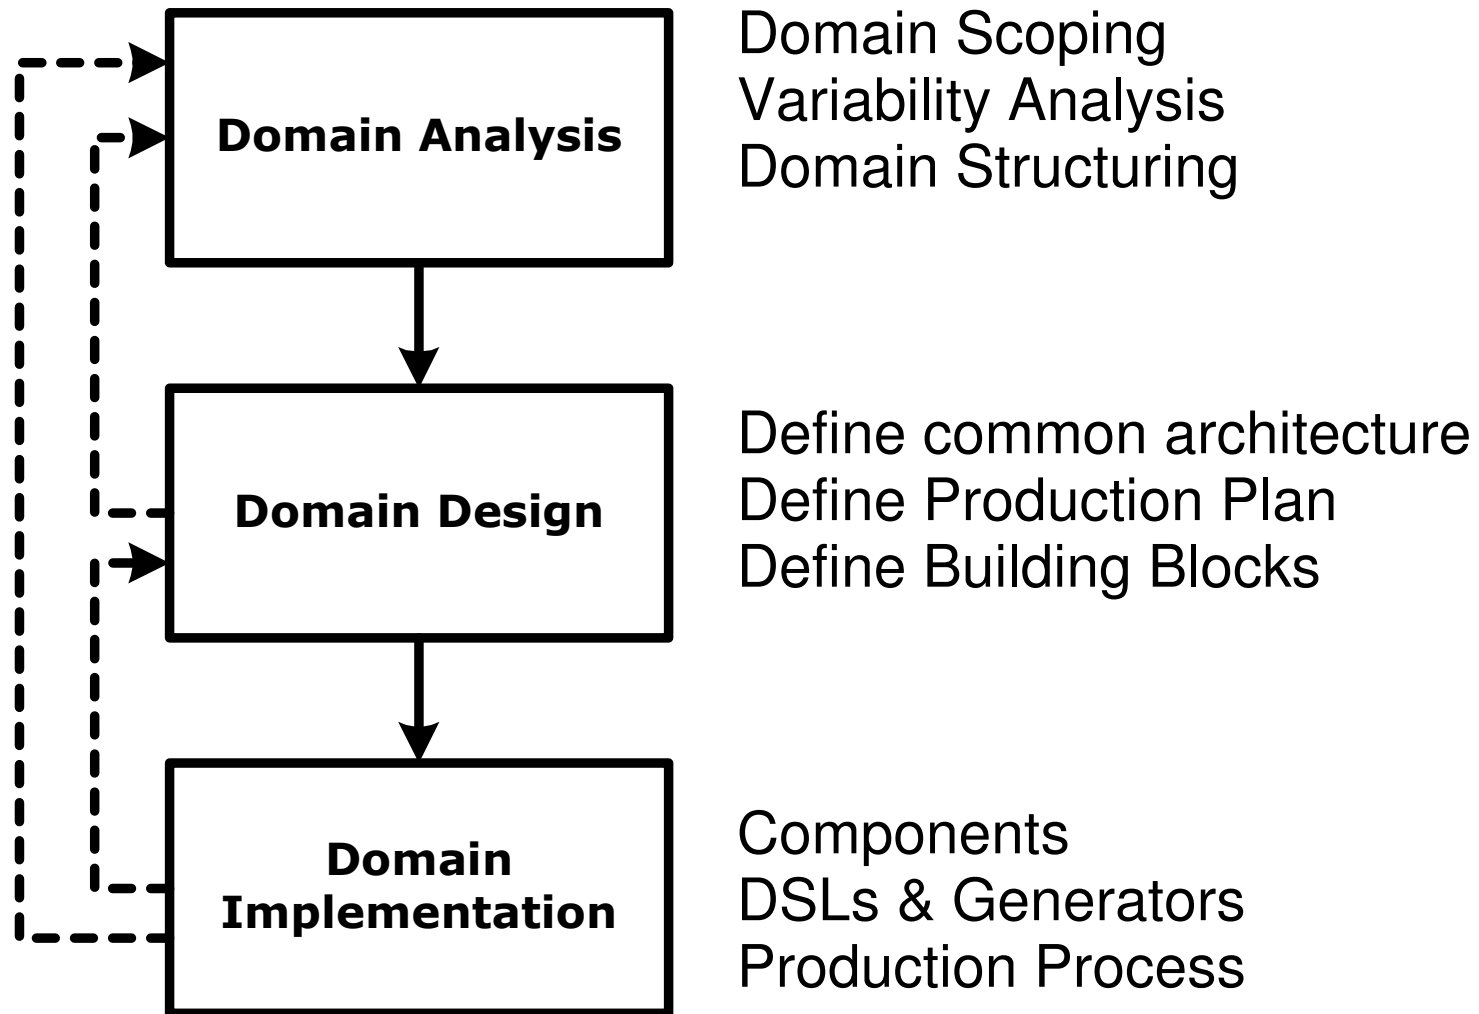 Domain Analysis
Domain Scoping
Variability Analysis
Domain Structuring
Domain Design
Define common architecture
Define Production Plan
Define Building Blocks
Domain
Implementation
Components
DSLs & Generators
Production Process